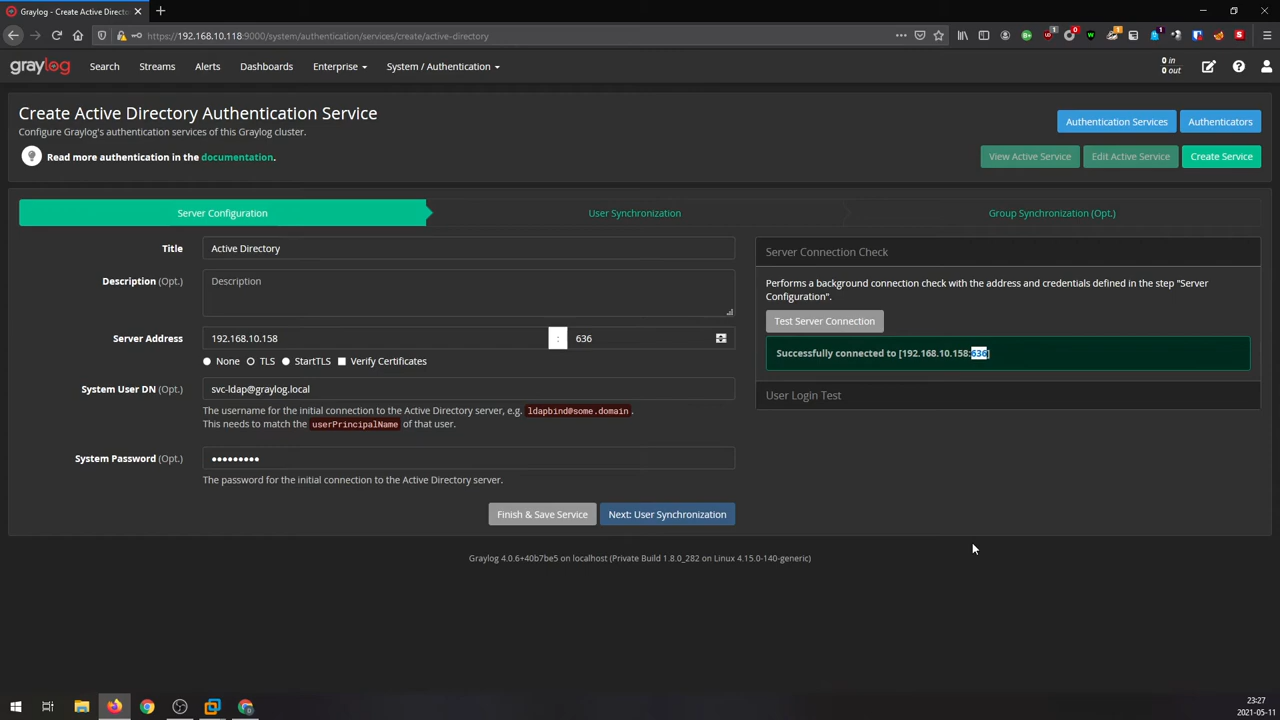 Graylog - Create Active Director
https://192.168.10.118:9000/system/authentication/services/create/active-directory
graylog
Search
Streams
Alerts
Dashboards
Enterprise
System / Authentication
0 in
0 out
Create Active Directory Authentication Service
Configure Graylog's authentication services of this Graylog cluster.
Authentication Services
Authenticators
Read more authentication in the documentation.
View Active Service
Edit Active Service
Create Service
Server Configuration
User Synchronization
Group Synchronization (Opt.)
Title
Active Directory
Description (Opt.)
Description
Server Address
192.168.10.158
:
636
None
TLS
StartTLS
Verify Certificates
System User DN (Opt.)
svc-ldap@graylog.local
The username for the initial connection to the Active Directory server, e.g. ldapbind@some.domain.
This needs to match the userPrincipalName of that user.
System Password (Opt.)
•••••••••
The password for the initial connection to the Active Directory server.
Finish & Save Service
Next: User Synchronization
Server Connection Check
Performs a background connection check with the address and credentials defined in the step "Server
Configuration".
Test Server Connection
Successfully connected to [192.168.10.158:636]
User Login Test
Graylog 4.0.6+40b7be5 on localhost (Private Build 1.8.0_282 on Linux 4.15.0-140-generic)
23:27
2021-05-11